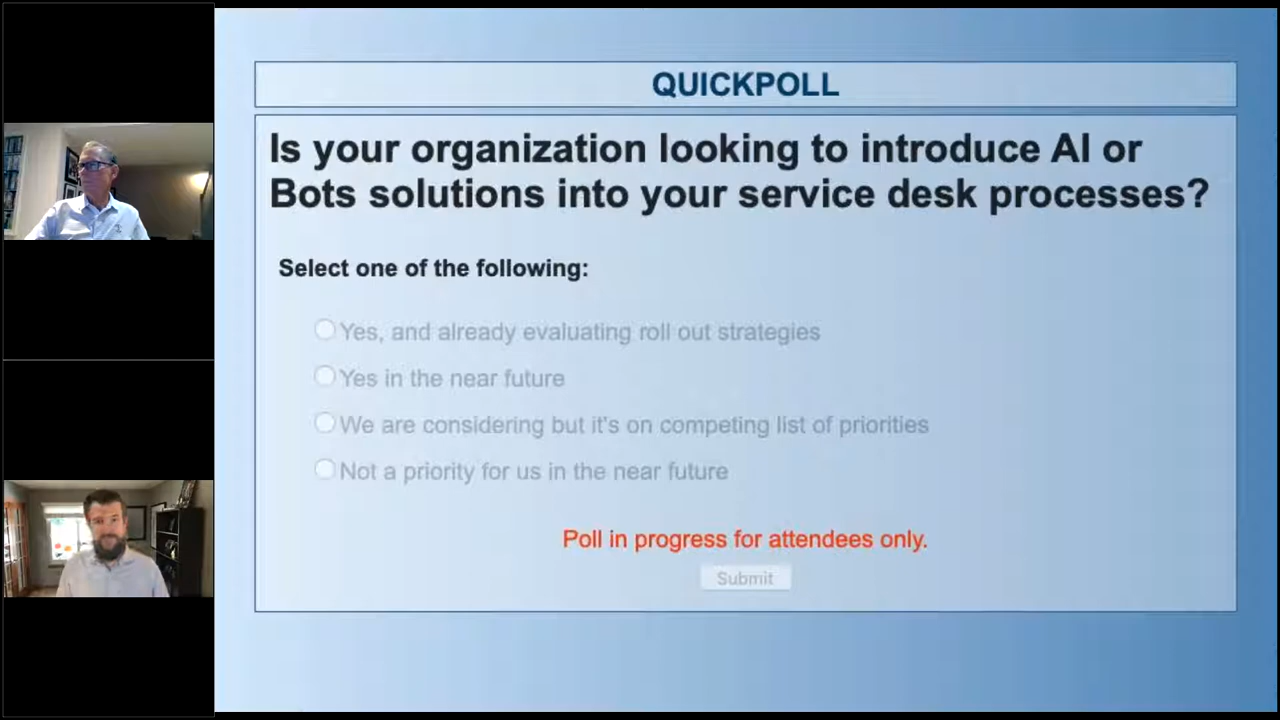 QUICKPOLL
Is your organization looking to introduce AI or
Bots solutions into your service desk processes?
Select one of the following:
Yes, and already evaluating roll out strategies
Yes in the near future
We are considering but it's on competing list of priorities
Not a priority for us in the near future
Poll in progress for attendees only.
Submit